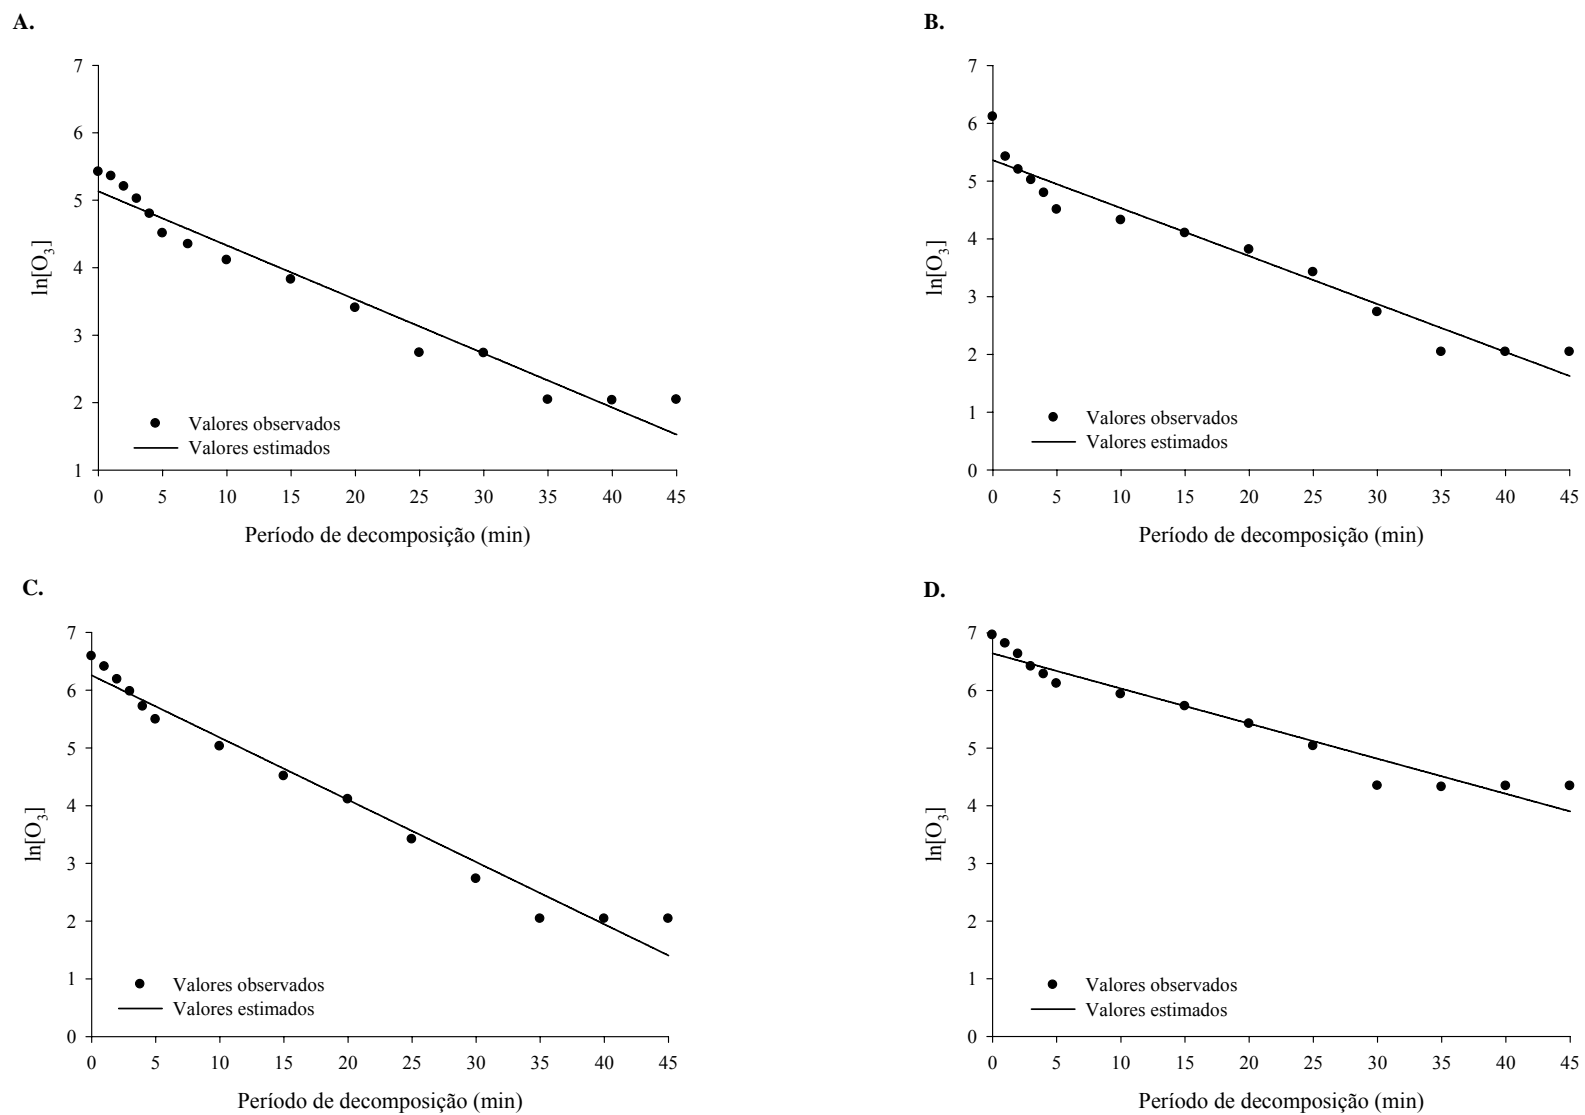 A.
7
6
5
4
3
2
1
ln[O3]
Valores observados
Valores estimados
0 5 10 15 20 25 30 35 40 45
Período de decomposição (min)
B.
7
6
5
4
3
2
1
0
ln[O3]
Valores observados
Valores estimados
0 5 10 15 20 25 30 35 40 45
Período de decomposição (min)
C.
7
6
5
4
3
2
1
0
ln[O3]
Valores observados
Valores estimados
0 5 10 15 20 25 30 35 40 45
Período de decomposição (min)
D.
7
6
5
4
3
2
1
0
ln[O3]
Valores observados
Valores estimados
0 5 10 15 20 25 30 35 40 45
Período de decomposição (min)